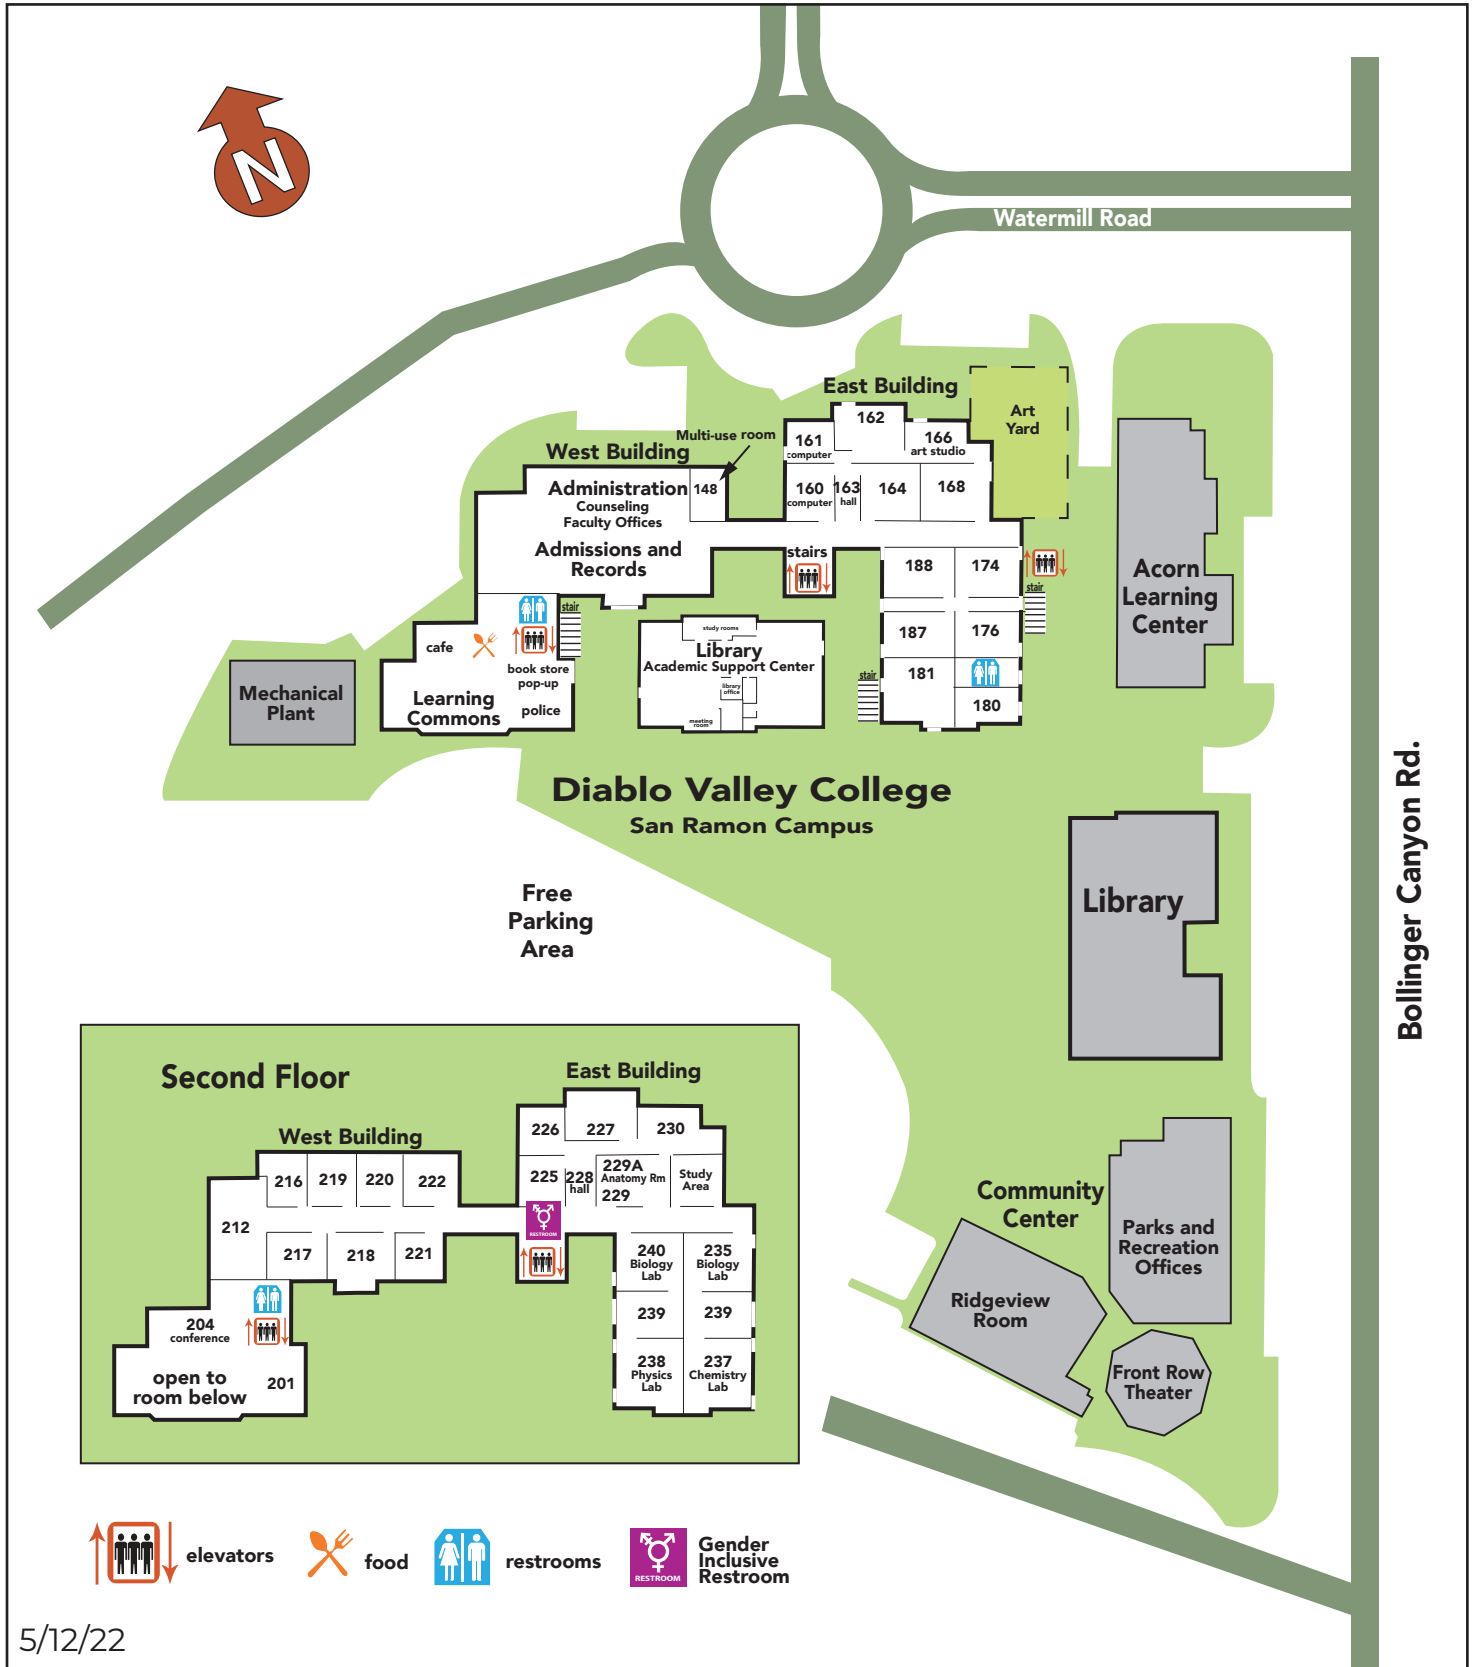 N
Watermill Road
Bollinger Canyon Rd.
East Building
162
161
computer
166
art studio
Art
Yard
Multi-use room
West Building
Administration
Counseling
Faculty Offices
148
160
computer
163
hall
164
168
Admissions and
Records
stairs
188
174
stair
stair
187
176
181
180
stair
cafe
book store
pop-up
Learning
Commons
police
study rooms
Library
Academic Support Center
library
office
meeting
room
Mechanical
Plant
Acorn
Learning
Center
Diablo Valley College
San Ramon Campus
Free
Parking
Area
Library
Second Floor
East Building
226
227
230
West Building
216
219
220
222
225
228
hall
229A
Anatomy Rm
229
Study
Area
212
RESTROOM
217
218
221
240
Biology
Lab
235
Biology
Lab
239
239
204
conference
238
Physics
Lab
237
Chemistry
Lab
open to
room below
201
Community
Center
Parks and
Recreation
Offices
Ridgeview
Room
Front Row
Theater
elevators
food
restrooms
RESTROOM
Gender
Inclusive
Restroom
5/12/22